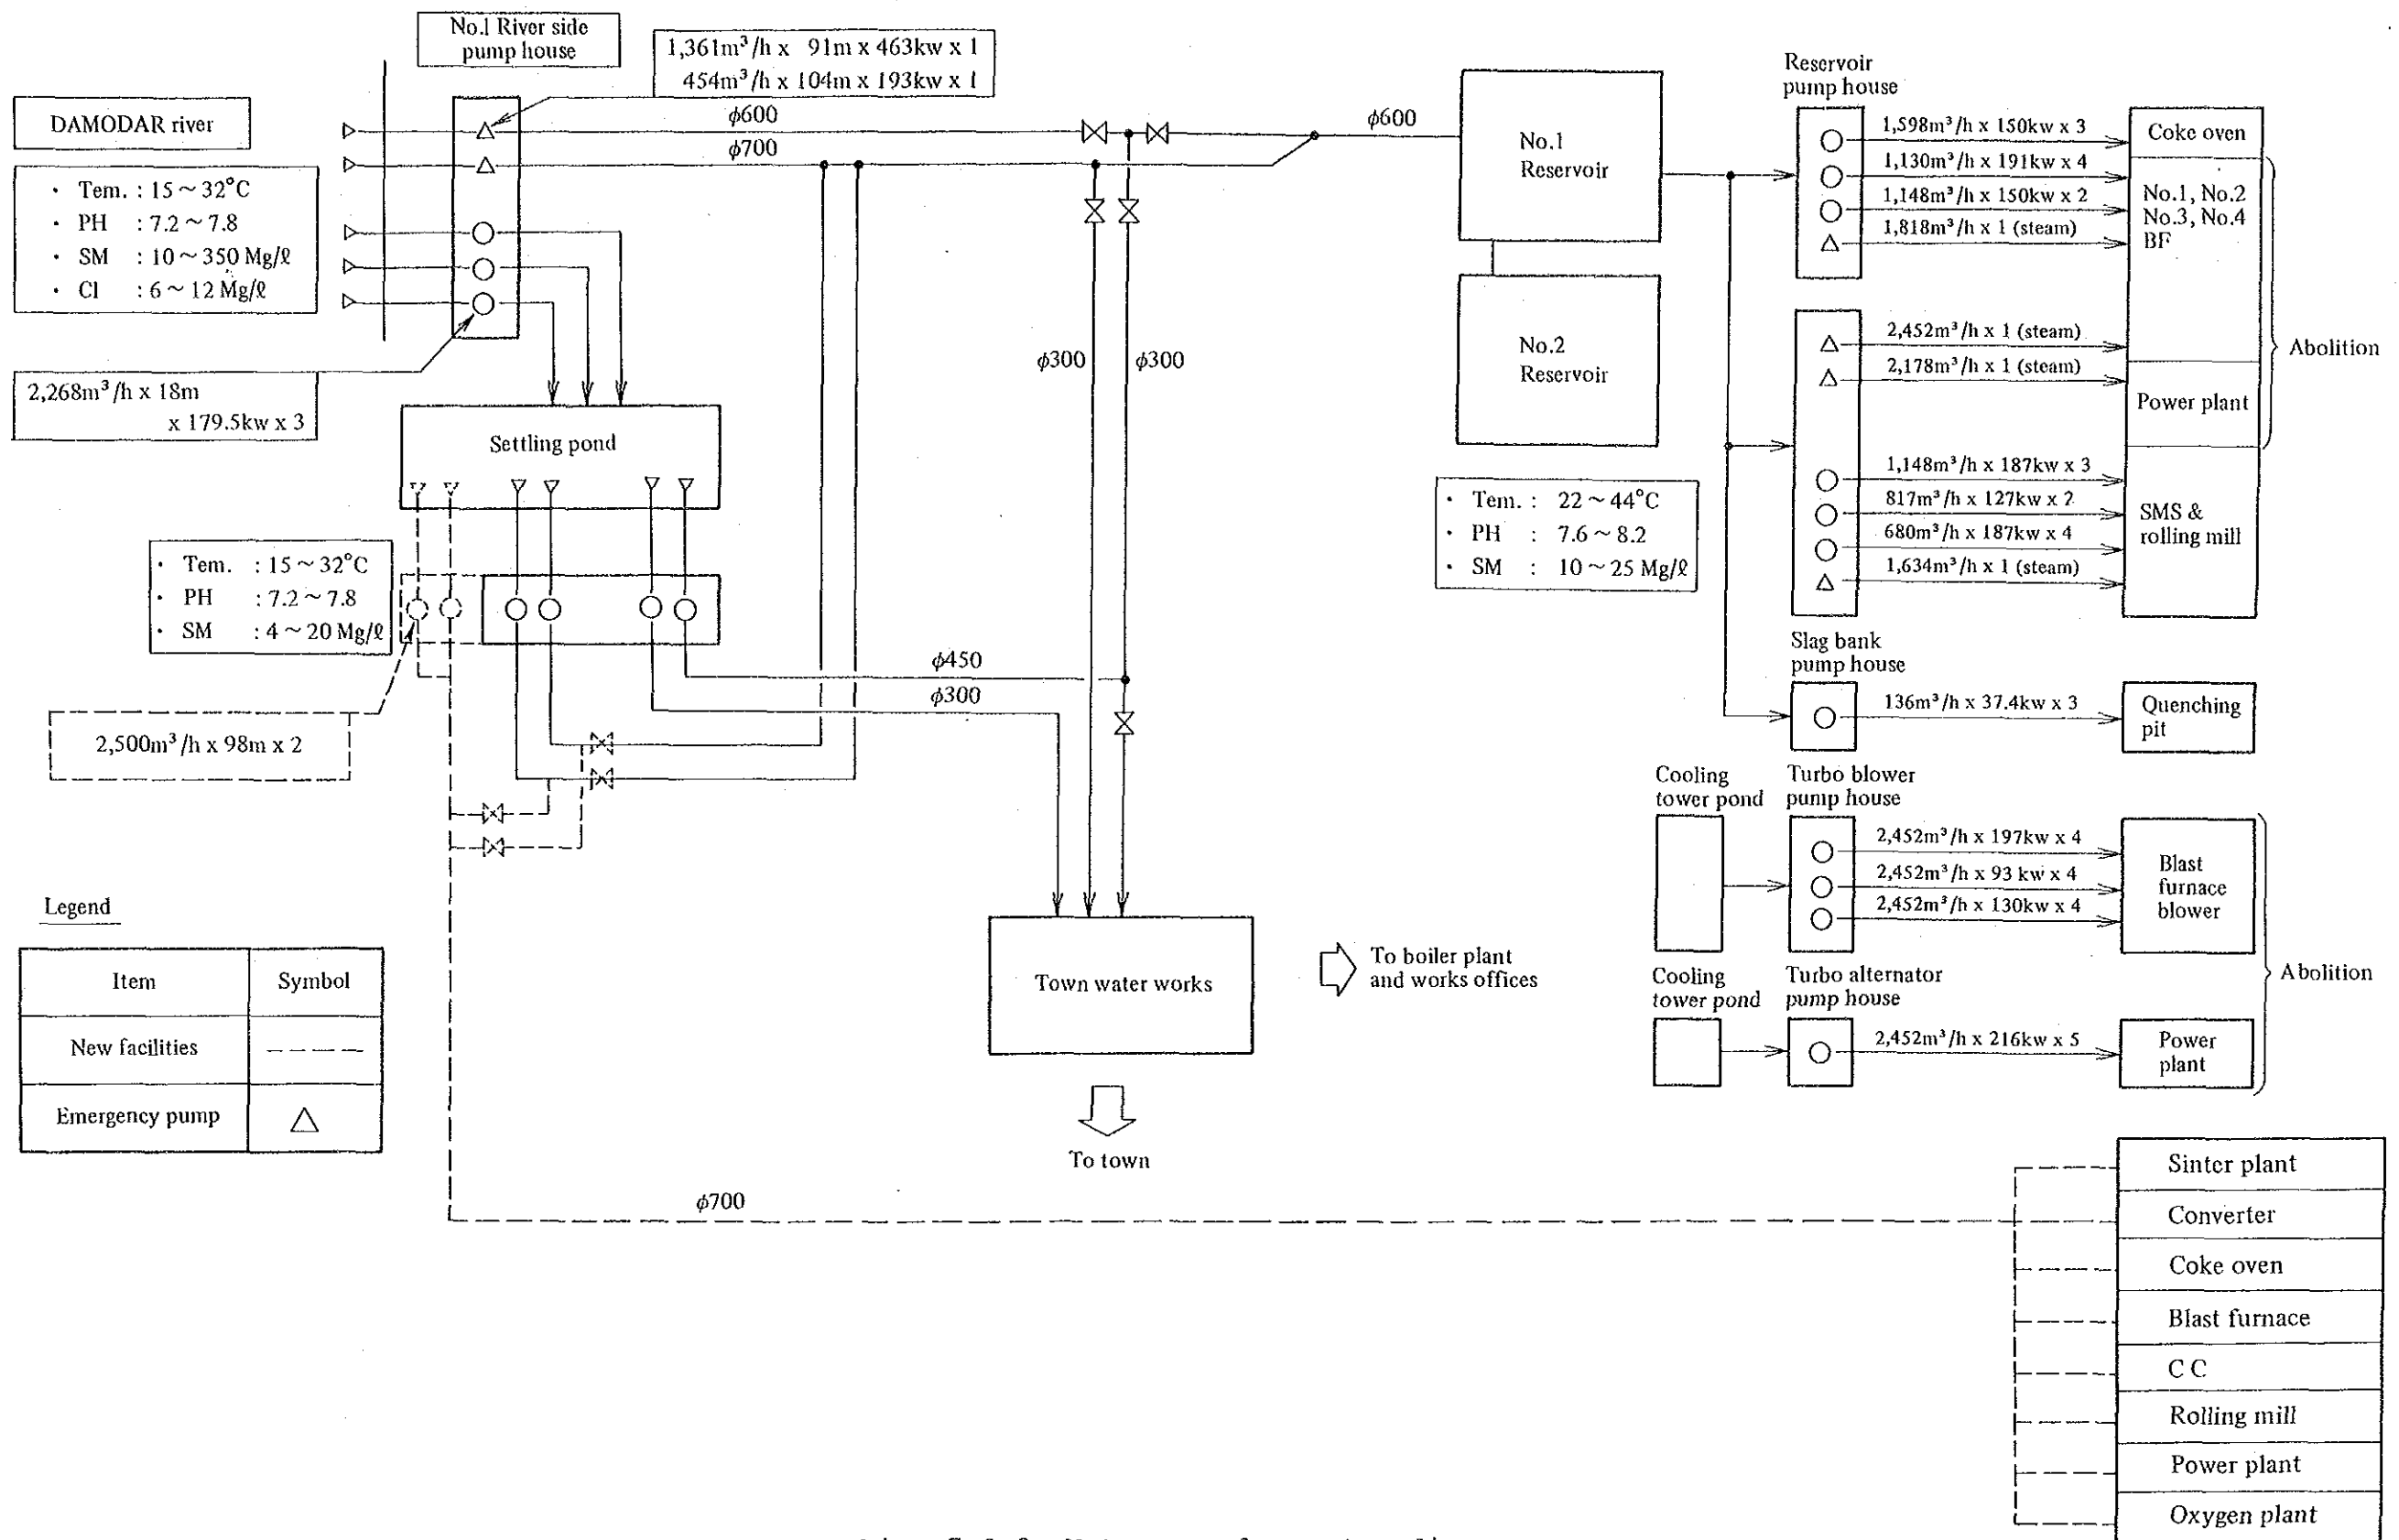 No.1 River side
pump house
1,361m³/h x 91m x 463kw x 1
454m³/h x 104m x 193kw x 1
DAMODAR river
· Tem. : 15 ~ 32°C
· PH : 7.2 ~ 7.8
· SM : 10 ~ 350 Mg/ℓ
· Cl : 6 ~ 12 Mg/ℓ
2,268m³/h x 18m
x 179.5kw x 3
φ600
φ700
φ600
φ300
φ300
Settling pond
· Tem. : 15 ~ 32°C
· PH : 7.2 ~ 7.8
· SM : 4 ~ 20 Mg/ℓ
2,500m³/h x 98m x 2
φ450
φ300
Town water works
To town
To boiler plant
and works offices
φ700
Legend
Item Symbol
New facilities
Emergency pump
No.1
Reservoir
No.2
Reservoir
· Tem. : 22 ~ 44°C
· PH : 7.6 ~ 8.2
· SM : 10 ~ 25 Mg/ℓ
Reservoir
pump house
1,598m³/h x 150kw x 3
1,130m³/h x 191kw x 4
1,148m³/h x 150kw x 2
1,818m³/h x 1 (steam)
2,452m³/h x 1 (steam)
2,178m³/h x 1 (steam)
1,148m³/h x 187kw x 3
817m³/h x 127kw x 2
680m³/h x 187kw x 4
1,634m³/h x 1 (steam)
Coke oven
No.1, No.2
No.3, No.4
BF
Power plant
SMS &
rolling mill
Abolition
Slag bank
pump house
136m³/h x 37.4kw x 3
Quenching
pit
Cooling
tower pond
Turbo blower
pump house
2,452m³/h x 197kw x 4
2,452m³/h x 93 kw x 4
2,452m³/h x 130kw x 4
Blast
furnace
blower
Cooling
tower pond
Turbo alternator
pump house
2,452m³/h x 216kw x 5
Power
plant
Abolition
Sinter plant
Converter
Coke oven
Blast furnace
C C
Rolling mill
Power plant
Oxygen plant